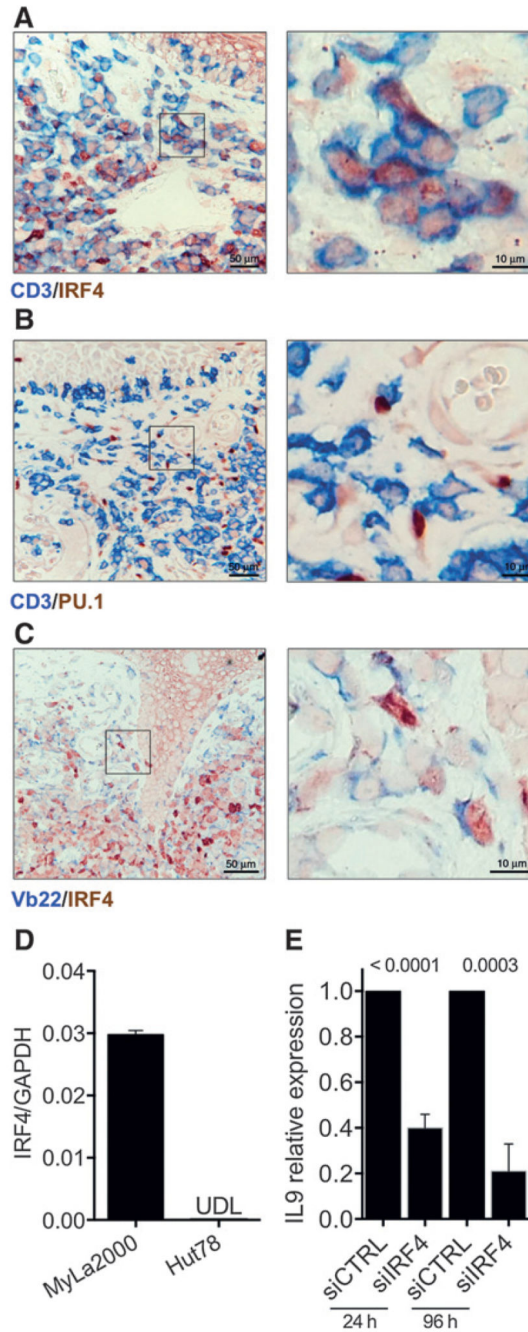 A
50 µm
10 µm
CD3/IRF4
B
50 µm
10 µm
CD3/PU.1
C
50 µm
10 µm
Vb22/IRF4
D
E
IRF4/GAPDH
0.04
0.03
0.02
0.01
0.00
UDL
MyLa2000
Hut78
IL9 relative expression
< 0.0001
0.0003
1.0
0.8
0.6
0.4
0.2
0.0
siCTRL
siIRF4
siCTRL
siIRF4
24 h
96 h